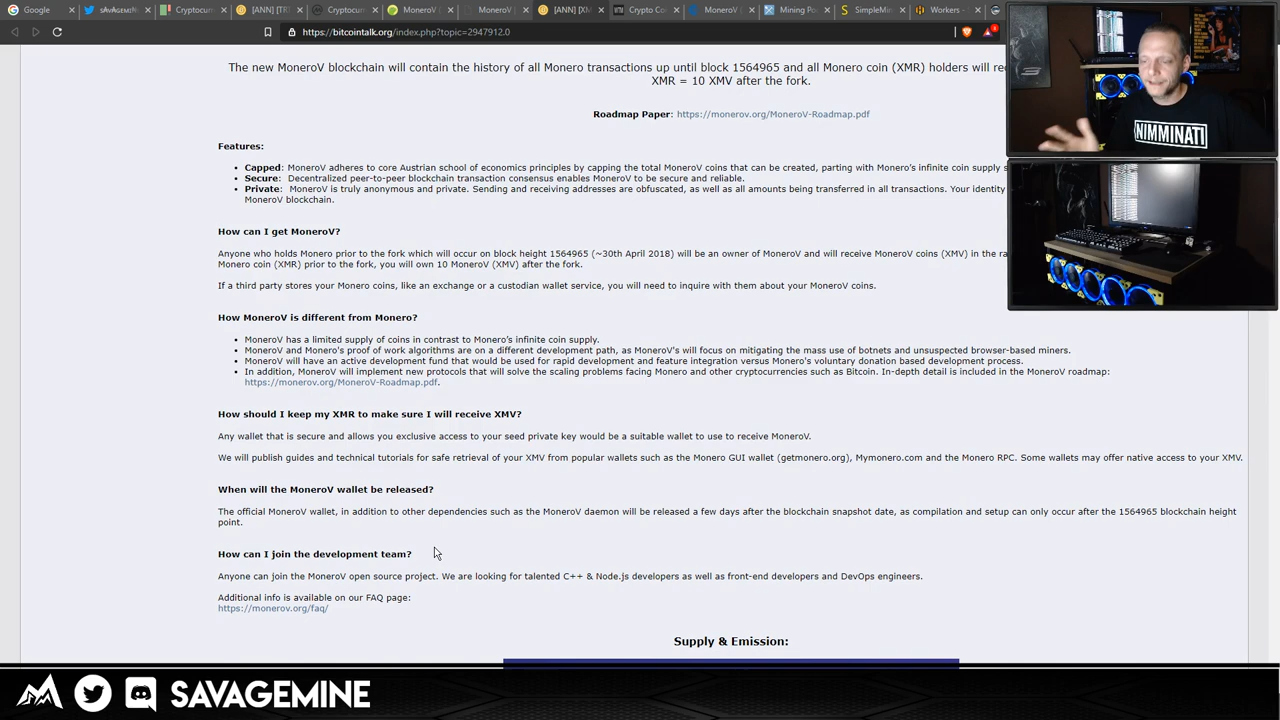 Google
sAvAgEmiNE
Cryptocur
[ANN] [TR
Cryptocurr
MoneroV (
MoneroV |
[ANN] [XM
Crypto Co
MoneroV (
Mining Po
SimpleMin
Workers -
https://bitcointalk.org/index.php?topic=2947912.0
The new MoneroV blockchain will contain the history of all Monero transactions up until block 1564965 and all Monero coin (XMR) holders will rec
XMR = 10 XMV after the fork.
Roadmap Paper: https://monerov.org/MoneroV-Roadmap.pdf
Features:
• Capped: MoneroV adheres to core Austrian school of economics principles by capping the total MoneroV coins that can be created, parting with Monero's infinite coin supply s
• Secure: Decentralized peer-to-peer blockchain transaction consensus enables MoneroV to be secure and reliable.
• Private: MoneroV is truly anonymous and private. Sending and receiving addresses are obfuscated, as well as all amounts being transferred in all transactions. Your identity
MoneroV blockchain.
How can I get MoneroV?
Anyone who holds Monero prior to the fork which will occur on block height 1564965 (~30th April 2018) will be an owner of MoneroV and will receive MoneroV coins (XMV) in the ra
Monero coin (XMR) prior to the fork, you will own 10 MoneroV (XMV) after the fork.
If a third party stores your Monero coins, like an exchange or a custodian wallet service, you will need to inquire with them about your MoneroV coins.
How MoneroV is different from Monero?
• MoneroV has a limited supply of coins in contrast to Monero's infinite coin supply.
• MoneroV and Monero's proof of work algorithms are on a different development path, as MoneroV's will focus on mitigating the mass use of botnets and unsuspected browser-based miners.
• MoneroV will have an active development fund that would be used for rapid development and feature integration versus Monero's voluntary donation based development process.
• In addition, MoneroV will implement new protocols that will solve the scaling problems facing Monero and other cryptocurrencies such as Bitcoin. In-depth detail is included in the MoneroV roadmap:
https://monerov.org/MoneroV-Roadmap.pdf.
How should I keep my XMR to make sure I will receive XMV?
Any wallet that is secure and allows you exclusive access to your seed private key would be a suitable wallet to use to receive MoneroV.
We will publish guides and technical tutorials for safe retrieval of your XMV from popular wallets such as the Monero GUI wallet (getmonero.org), Mymonero.com and the Monero RPC. Some wallets may offer native access to your XMV.
When will the MoneroV wallet be released?
The official MoneroV wallet, in addition to other dependencies such as the MoneroV daemon will be released a few days after the blockchain snapshot date, as compilation and setup can only occur after the 1564965 blockchain height
point.
How can I join the development team?
Anyone can join the MoneroV open source project. We are looking for talented C++ & Node.js developers as well as front-end developers and DevOps engineers.
Additional info is available on our FAQ page:
https://monerov.org/faq/
Supply & Emission:
NIMMINATI
SAVAGEMINE